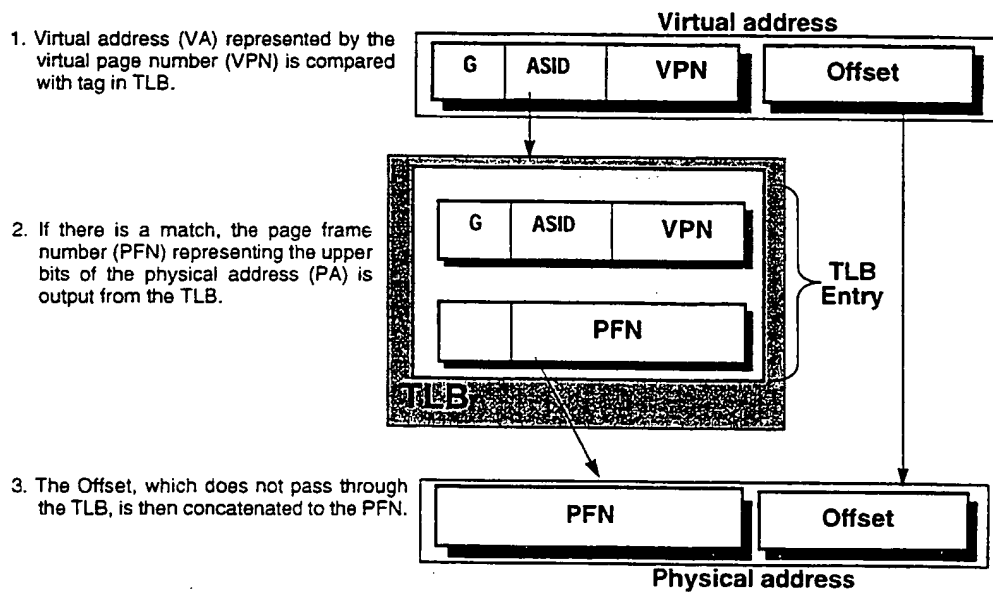 Virtual address
1. Virtual address (VA) represented by the
virtual page number (VPN) is compared
with tag in TLB.
G ASID VPN Offset
2. If there is a match, the page frame
number (PFN) representing the upper
bits of the physical address (PA) is
output from the TLB.
G ASID VPN
TLB
Entry
PFN
TLB
3. The Offset, which does not pass through
the TLB, is then concatenated to the PFN.
PFN Offset
Physical address